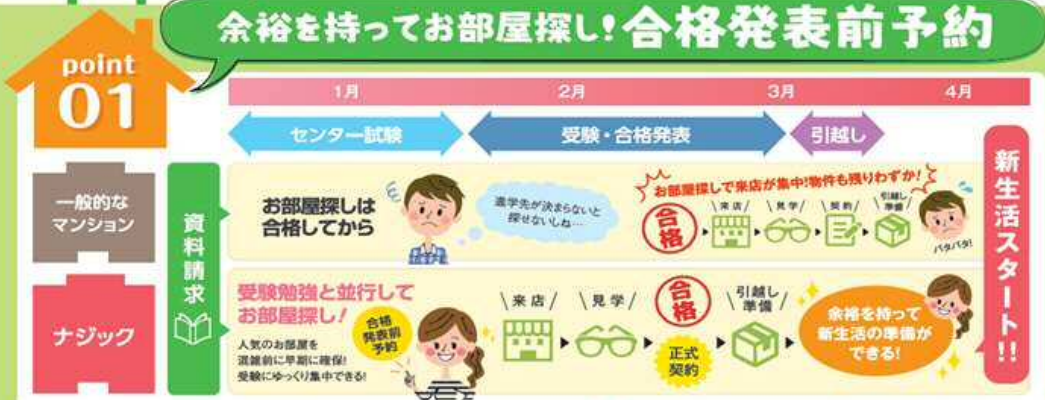 余裕を持ってお部屋探し!合格発表前予約
point
01
1月
2月
3月
4月
センター試験
受験・合格発表
引越し
一般的な
マンション
資料請求
お部屋探しは
合格してから
進学先が決まらないと
探せないしね…
お部屋探しで来店が集中!物件も残りわずか!
合格
来店
見学
契約
引越し
準備
バタバタ!
ナジック
受験勉強と並行して
お部屋探し!
人気のお部屋を
混雑前に早期に確保!
受験にゆっくり集中できる!
合格
発表前
予約
来店
見学
合格
正式
契約
引越し
準備
余裕を持って
新生活の準備が
できる!
新生活スタート!!